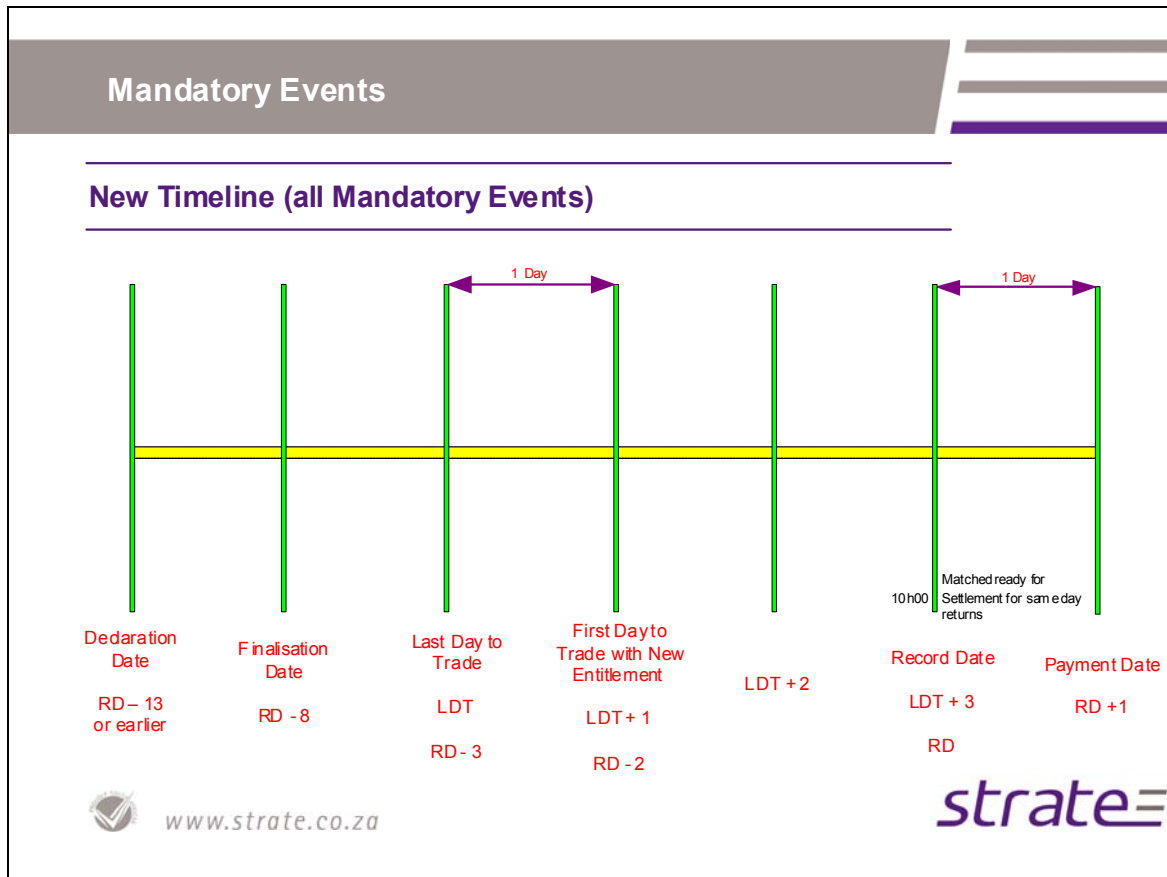 Mandatory Events
New Timeline (all Mandatory Events)
1 Day
1 Day
10h00
Matched ready for
Settlement for same day
returns
Declaration
Date
RD – 13
or earlier
Finalisation
Date
RD - 8
Last Day to
Trade
LDT
RD - 3
First Day to
Trade with New
Entitlement
LDT + 1
RD - 2
LDT + 2
Record Date
LDT + 3
RD
Payment Date
RD +1
www.strate.co.za
strate